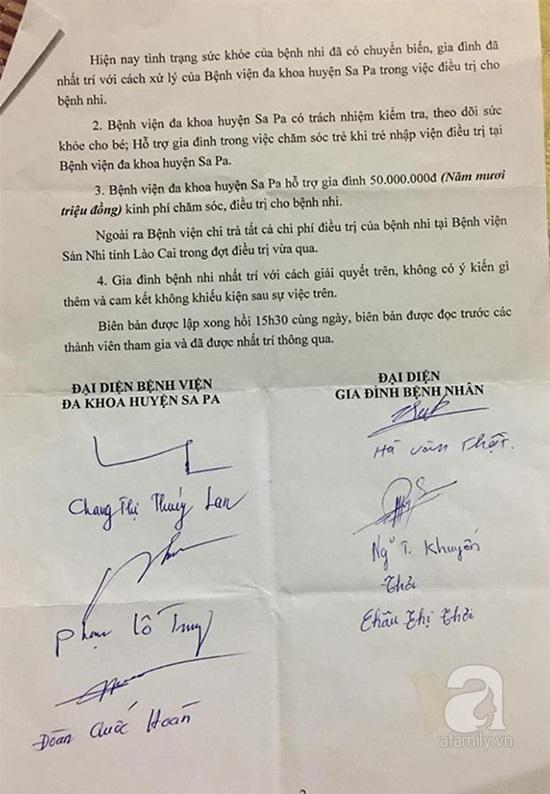 Hiện nay tình trạng sức khỏe của bệnh nhi đã có chuyển biến, gia đình đã
nhất trí với cách xử lý của Bệnh viện đa khoa huyện Sa Pa trong việc điều trị cho
bệnh nhi.
2. Bệnh viện đa khoa huyện Sa Pa có trách nhiệm kiểm tra, theo dõi sức
khỏe cho bé; Hỗ trợ gia đình trong việc chăm sóc trẻ khi trẻ nhập viện điều trị tại
Bệnh viện đa khoa huyện Sa Pa.
3. Bệnh viện đa khoa huyện Sa Pa hỗ trợ gia đình 50.000.000đ (Năm mươi
triệu đồng) kinh phí chăm sóc, điều trị cho bệnh nhi.
Ngoài ra Bệnh viện chi trả tất cả chi phí điều trị của bệnh nhi tại Bệnh viện
Sản Nhi tỉnh Lào Cai trong đợt điều trị vừa qua.
4. Gia đình bệnh nhi nhất trí với cách giải quyết trên, không có ý kiến gì
thêm và cam kết không khiếu kiện sau sự việc trên.
Biên bản được lập xong hồi 15h30 cùng ngày, biên bản được đọc trước các
thành viên tham gia và đã được nhất trí thông qua.
ĐẠI DIỆN BỆNH VIỆN
ĐA KHOA HUYỆN SA PA
Chang Thị Thúy Lan
Phạm Tô
Đoàn Quốc Hoàn
ĐẠI DIỆN
GIA ĐÌNH BỆNH NHÂN
Hà Văn Thật.
Ng~ T. Khuyến
Thơi
Châu Thị Thơi
a
afamily.vn